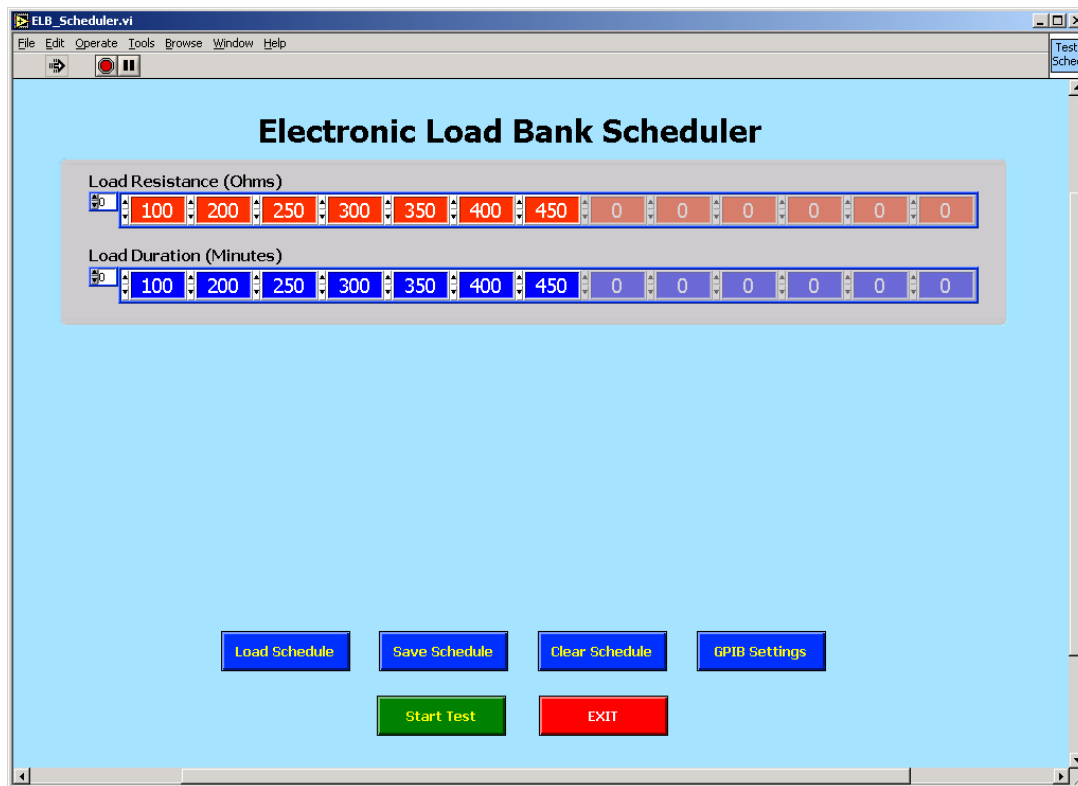 ELB_Scheduler.vi
File Edit Operate Tools Browse Window Help
Test
Sched
Electronic Load Bank Scheduler
Load Resistance (Ohms)
0 100 200 250 300 350 400 450 0 0 0 0 0 0
Load Duration (Minutes)
0 100 200 250 300 350 400 450 0 0 0 0 0 0
Load Schedule Save Schedule Clear Schedule GPIB Settings
Start Test EXIT